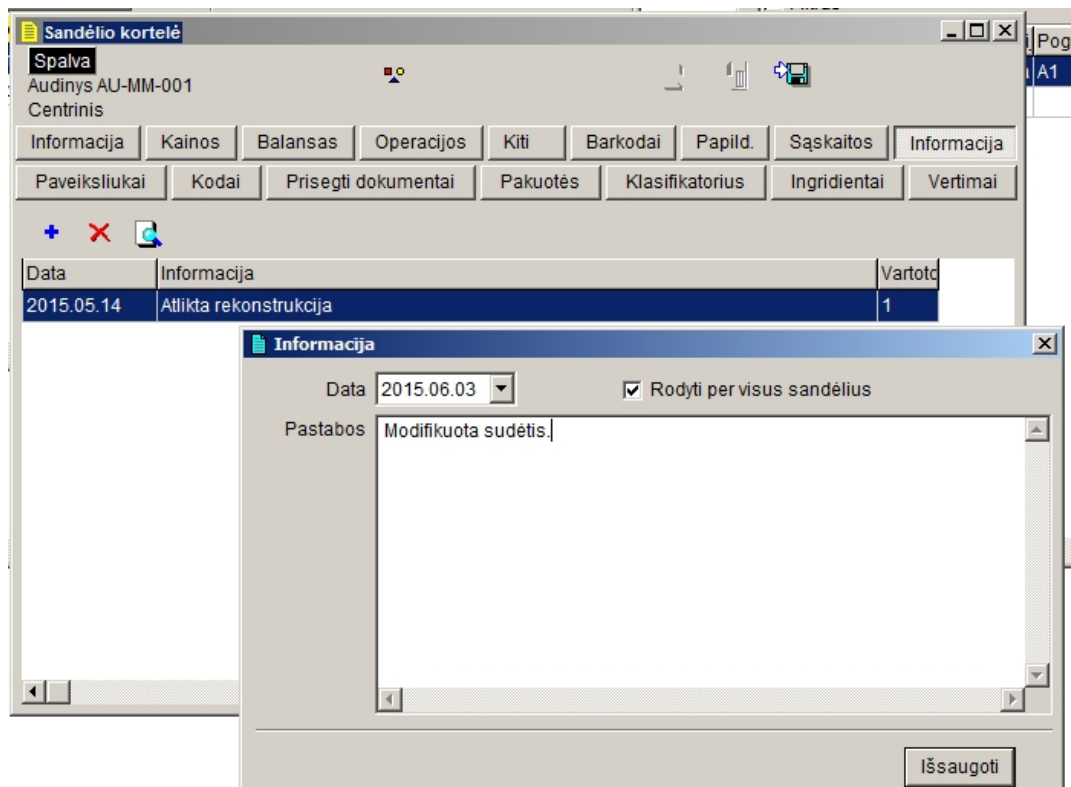 Sandėlio kortelė
Spalva
Audinys AU-MM-001
Centrinis
Pog
A1
Informacija Kainos Balansas Operacijos Kiti Barkodai Papild. Sąskaitos Informacija
Paveiksliukai Kodai Prisegti dokumentai Pakuotės Klasifikatorius Ingridientai Vertimai
Data Informacija Vartoto
2015.05.14 Atlikta rekonstrukcija 1
Informacija
Data 2015.06.03 Rodyti per visus sandėlius
Pastabos Modifikuota sudėtis.
Išsaugoti